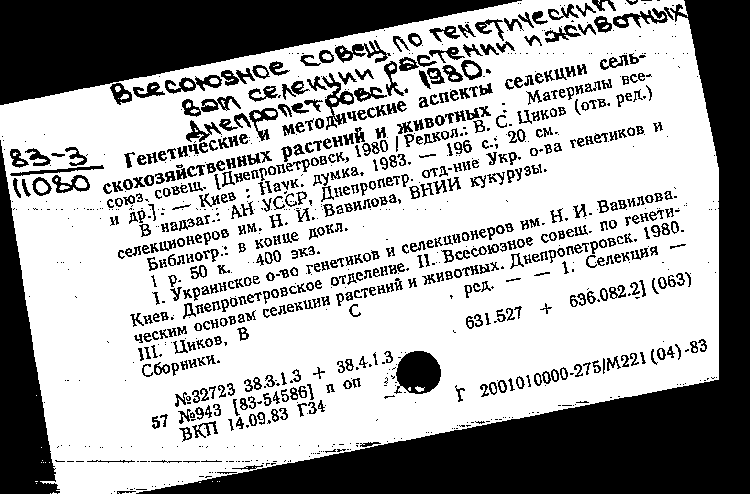 Всесоюзное совещ. по генетическим
вам селекции растений и животных
Днепропетровск. 1980.
83-3
11080
Генетические и методические аспекты селекции сель-
скохозяйственных растений и животных : Материалы все-
союз. совещ. [Днепропетровск, 1980 / Редкол.: В. С. Циков (отв. ред.)
и др.]. — Киев : Наук. думка, 1983. — 196 с.; 20 см.
В надзаг.: АН УССР, Днепропетр. отд-ние Укр. о-ва генетиков и
селекционеров им. Н. И. Вавилова, ВНИИ кукурузы.
Библиогр.: в конце докл.
1 р. 50 к. 400 экз.
I. Украинское о-во генетиков и селекционеров им. Н. И. Вавилова.
Киев. Днепропетровское отделение. II. Всесоюзное совещ. по генети-
ческим основам селекции растений и животных. Днепропетровск. 1980.
III. Циков, В С , ред. — — 1. Селекция —
Сборники.
631.527 + 636.082.2] (063)
№32723 38.3.1.3 + 38.4.1.3
57 №943 [83-54586] п оп
ВКП 14.09.83 Г34
Г 2001010000-275/М221 (04)-83